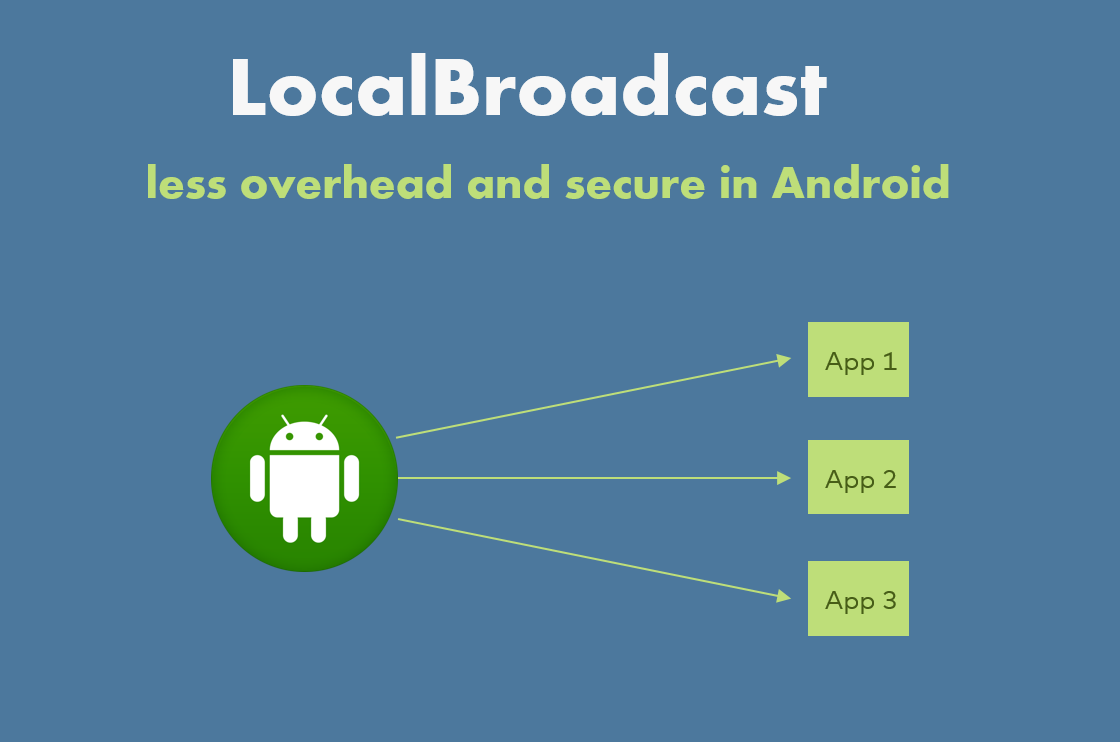 LocalBroadcast
less overhead and secure in Android
App 1
App 2
App 3